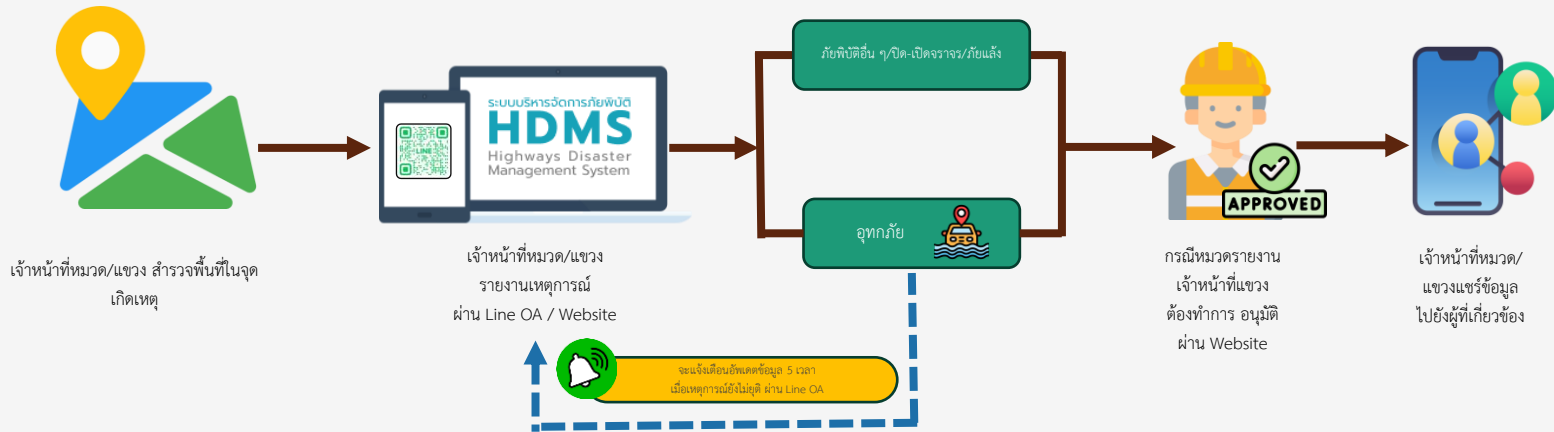 เจ้าหน้าที่หมวด/แขวง สำรวจพื้นที่ในจุด
เกิดเหตุ
LINE
ระบบบริหารจัดการภัยพิบัติ
HDMS
Highways Disaster
Management System
เจ้าหน้าที่หมวด/แขวง
รายงานเหตุการณ์
ผ่าน Line OA / Website
ภัยพิบัติอื่น ๆ/ปิด-เปิดจราจร/ภัยแล้ง
อุทกภัย
จะแจ้งเตือนอัพเดตข้อมูล 5 เวลา
เมื่อเหตุการณ์ยังไม่ยุติ ผ่าน Line OA
APPROVED
กรณีหมวดรายงาน
เจ้าหน้าที่แขวง
ต้องทำการ อนุมัติ
ผ่าน Website
เจ้าหน้าที่หมวด/
แขวงแชร์ข้อมูล
ไปยังผู้ที่เกี่ยวข้อง